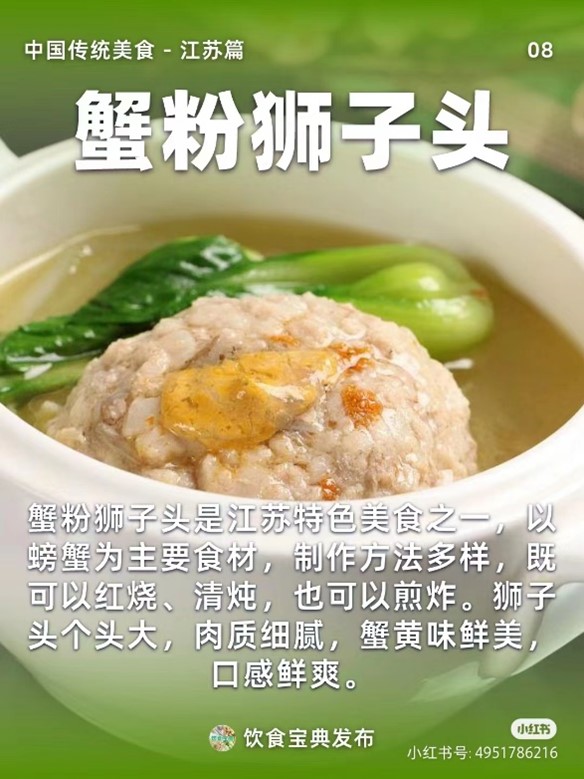 中国传统美食 - 江苏篇
08
蟹粉狮子头
蟹粉狮子头是江苏特色美食之一，以
螃蟹为主要食材，制作方法多样，既
可以红烧、清炖，也可以煎炸。狮子
头个头大，肉质细腻，蟹黄味鲜美，
口感鲜爽。
饮食宝典发布
小红书
小红书号: 4951786216